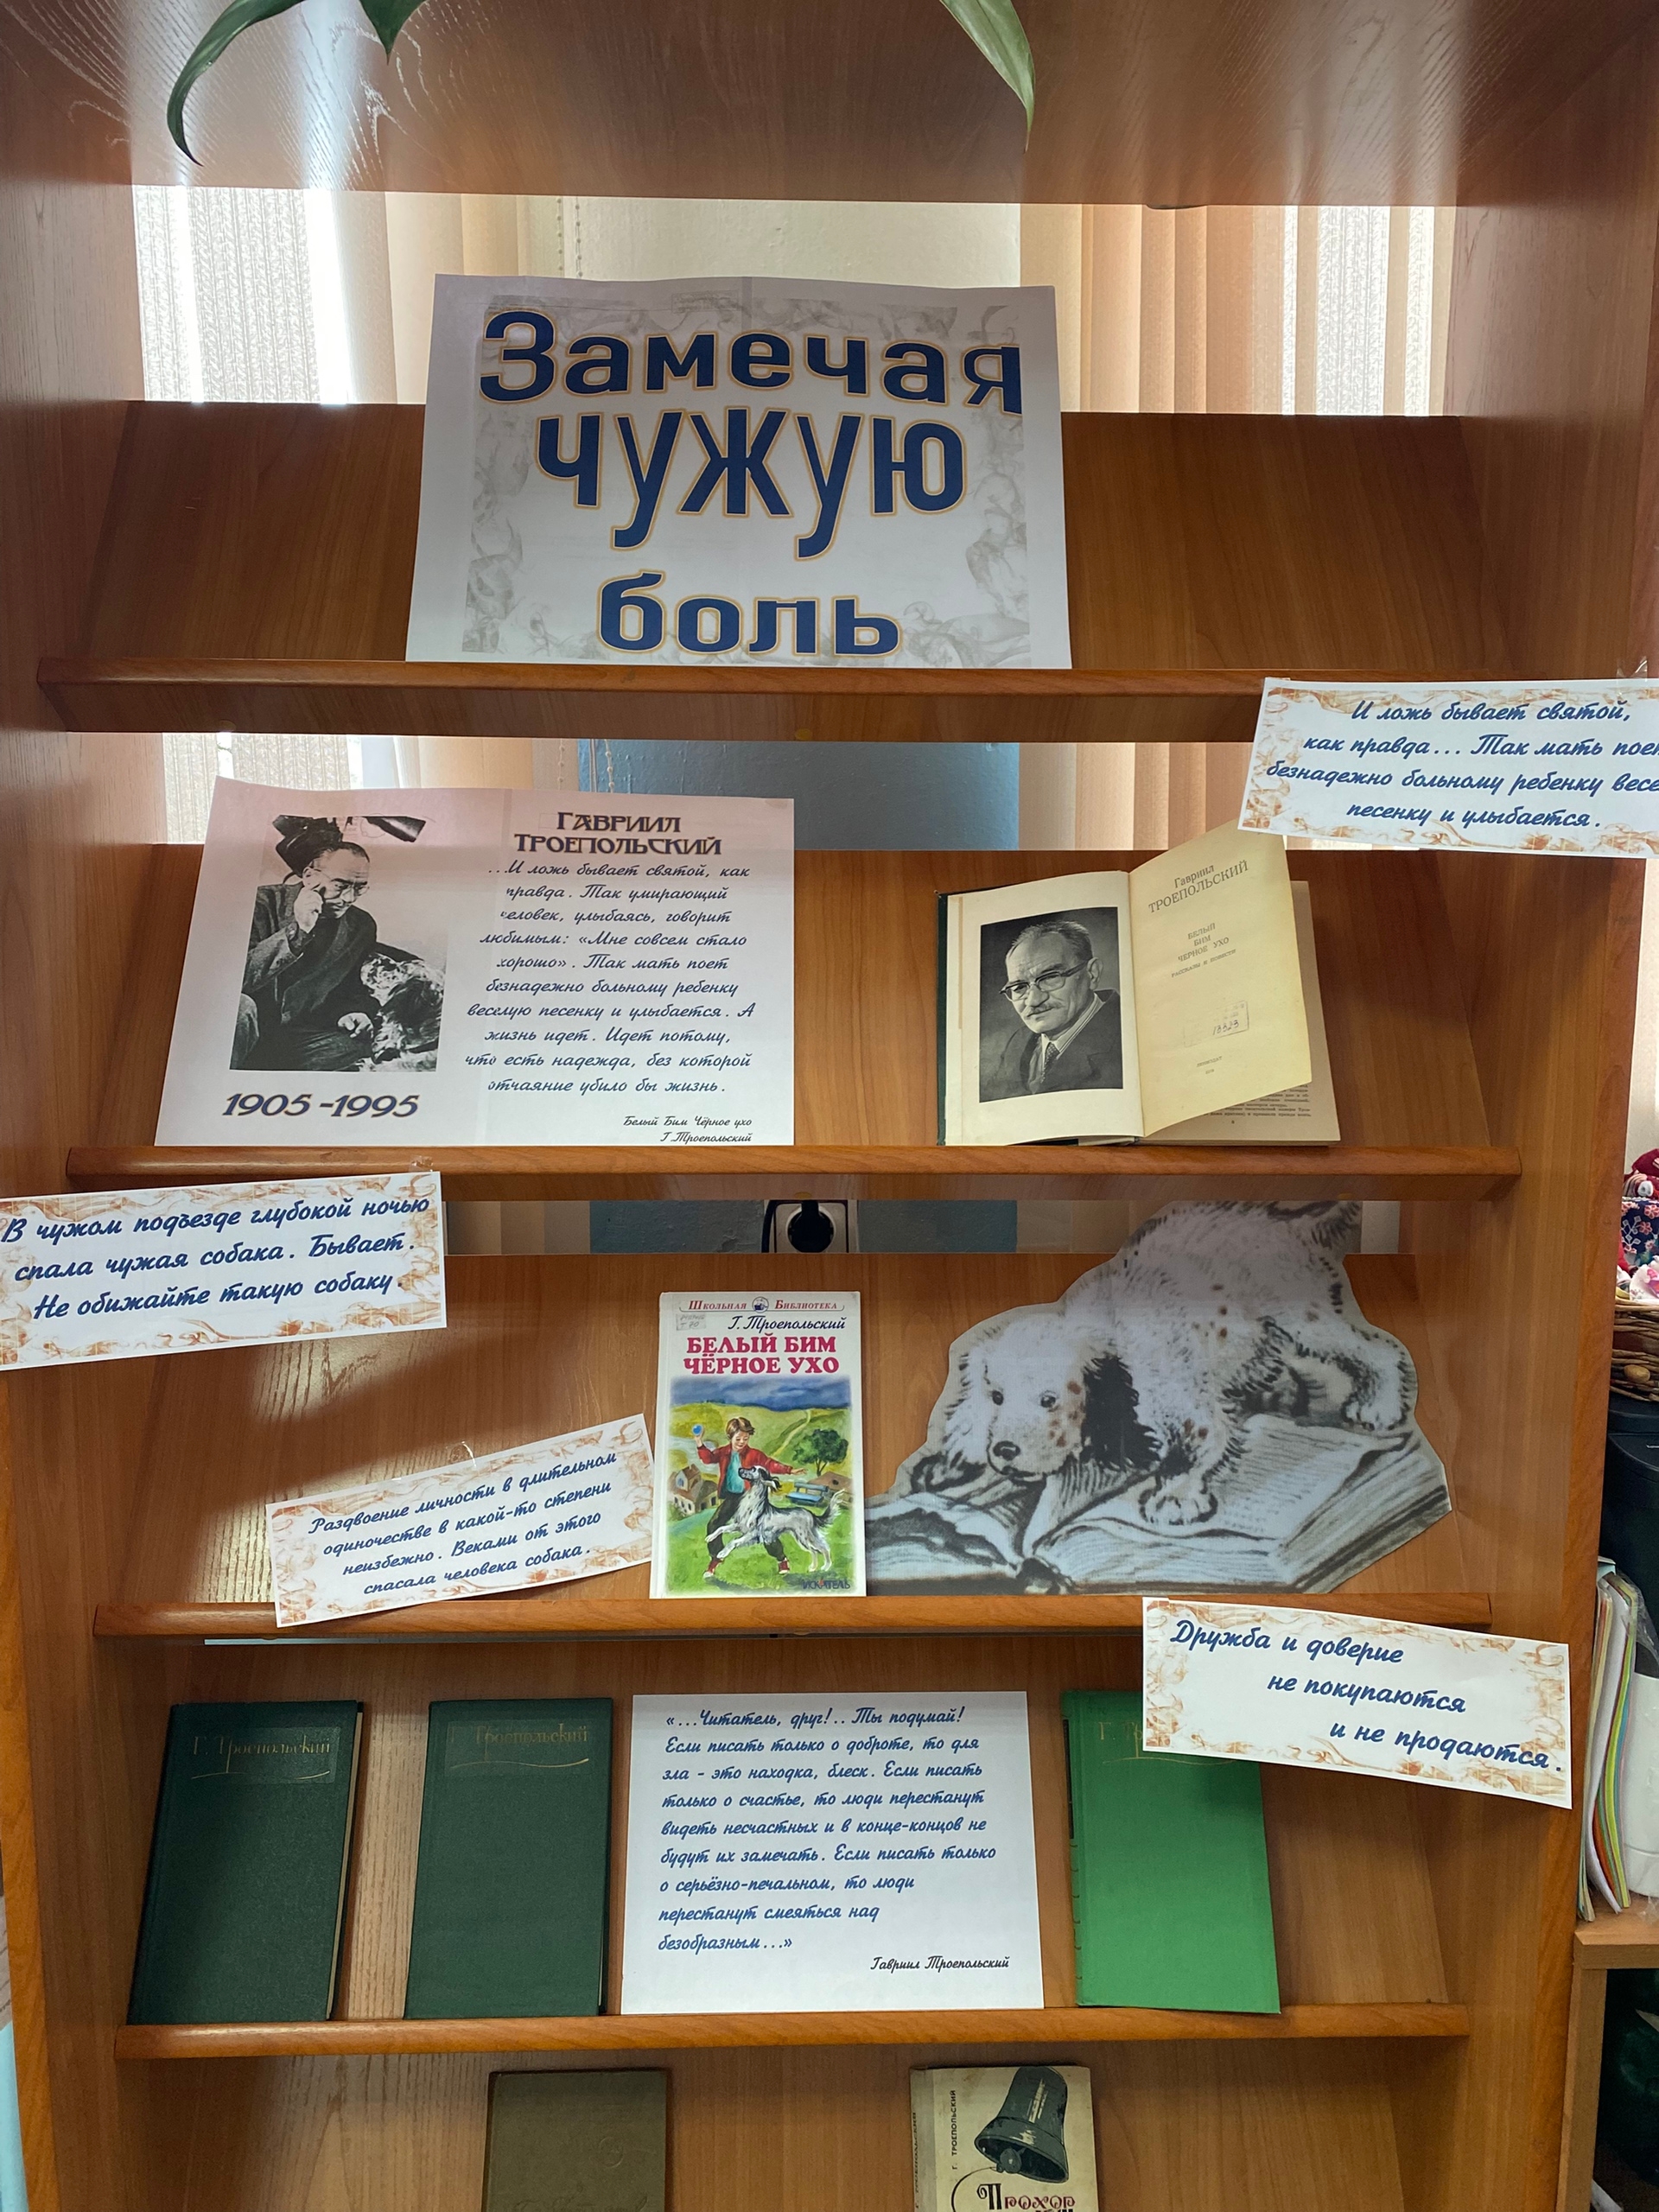 Замечая
чужую
боль
И ложь бывает святой,
как правда... Так мать поет
безнадежно больному ребенку
песенку и улыбается.
ГАВРИИЛ
ТРОЕПОЛЬСКИЙ
...И ложь бывает святой, как
правда. Так умирающий
человек, улыбаясь, говорит
любимым: «Мне совсем стало
хорошо». Так мать поет
безнадежно больному ребенку
веселую песенку и улыбается. А
жизнь идет. Идет потому,
что есть надежда, без которой
отчаяние убило бы жизнь.
Белый Бим Чёрное ухо
Г.Троепольский
1905-1995
Гавриил
ТРОЕПОЛЬСКИЙ
БЕЛЫЙ
БИМ
ЧЕРНОЕ УХО
РАССКАЗЫ И ПОВЕСТИ
В чужом подъезде глубокой ночью
спала чужая собака. Бывает.
Не обижайте такую собаку.
ШКОЛЬНАЯ БИБЛИОТЕКА
Г. Троепольский
БЕЛЫЙ БИМ
ЧЁРНОЕ УХО
ИСКАТЕЛЬ
Раздвоение личности в длительном
одиночестве в какой-то степени
неизбежно. Веками от этого
спасала человека собака.
Дружба и доверие
не покупаются
и не продаются.
Г. Троепольский
Троепольский
«...Читатель, друг!.. Ты подумай!
Если писать только о доброте, то для
зла - это находка, блеск. Если писать
только о счастье, то люди перестанут
видеть несчастных и в конце-концов не
будут их замечать. Если писать только
о серьёзно-печальном, то люди
перестанут смеяться над
безобразным...»
Гавриил Троепольский
Г
Г. ТРОЕПОЛЬСКИЙ
ПРОХОР